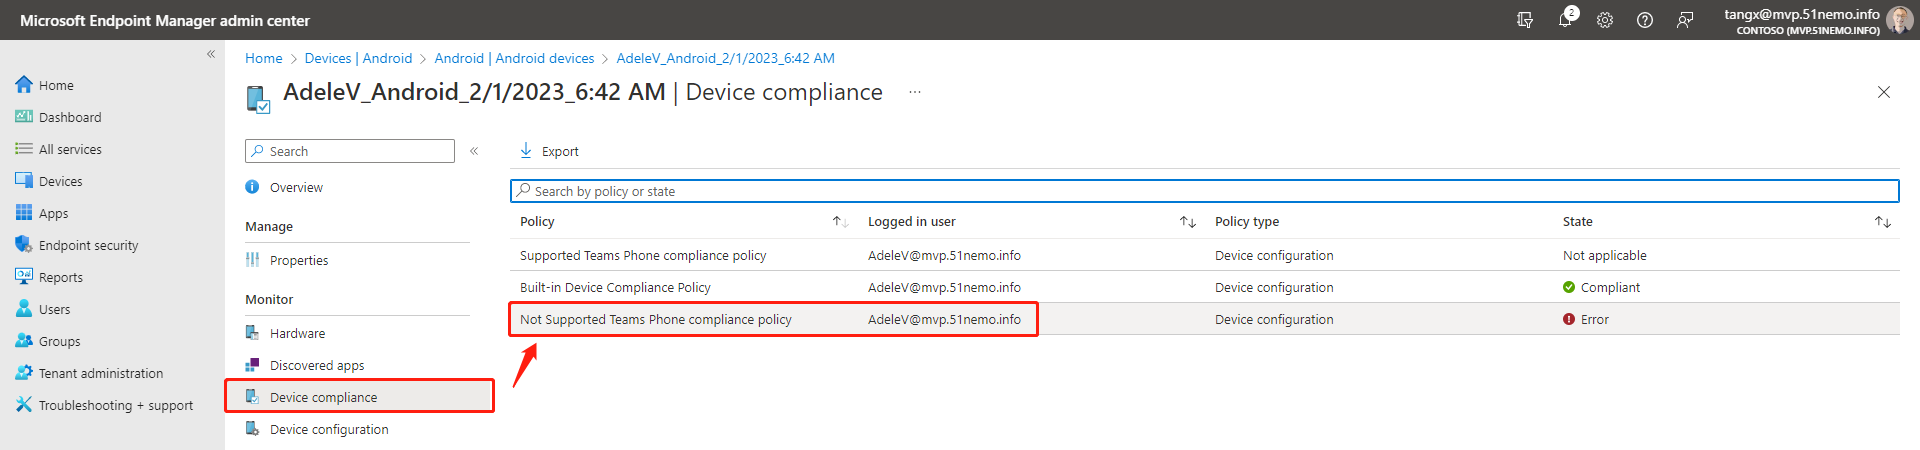 Microsoft Endpoint Manager admin center
2
tangx@mvp.51nemo.info
CONTOSO (MVP.51NEMO.INFO)
«
Home
Dashboard
All services
Devices
Apps
Endpoint security
Reports
Users
Groups
Tenant administration
Troubleshooting + support
Home > Devices | Android > Android | Android devices > AdeleV_Android_2/1/2023_6:42 AM
AdeleV_Android_2/1/2023_6:42 AM | Device compliance ...
Search «
Overview
Manage
Properties
Monitor
Hardware
Discovered apps
Device compliance
Device configuration
Export
Search by policy or state
Policy Logged in user Policy type State
Supported Teams Phone compliance policy AdeleV@mvp.51nemo.info Device configuration Not applicable
Built-in Device Compliance Policy AdeleV@mvp.51nemo.info Device configuration Compliant
Not Supported Teams Phone compliance policy AdeleV@mvp.51nemo.info Device configuration Error